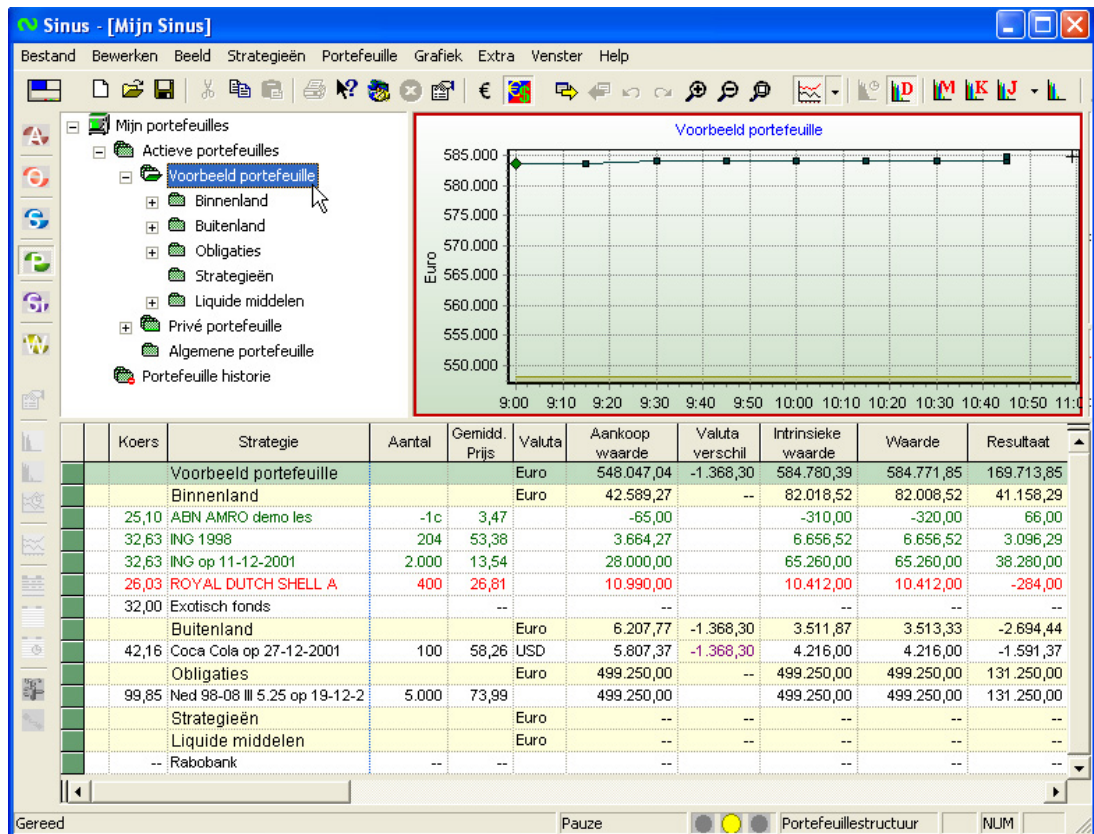 Sinus - [Mijn Sinus]
Bestand Bewerken Beeld Strategieën Portefeuille Grafiek Extra Venster Help
€ D M K J
A
O
S
P
St
W
Mijn portefeuilles
Actieve portefeuilles
Voorbeeld portefeuille
Binnenland
Buitenland
Obligaties
Strategieën
Liquide middelen
Privé portefeuille
Algemene portefeuille
Portefeuille historie
Voorbeeld portefeuille
Euro
585.000
580.000
575.000
570.000
565.000
560.000
555.000
550.000
9:00 9:10 9:20 9:30 9:40 9:50 10:00 10:10 10:20 10:30 10:40 10:50 11:0
Koers Strategie Aantal Gemidd. Prijs Valuta Aankoop waarde Valuta verschil Intrinsieke waarde Waarde Resultaat
Voorbeeld portefeuille Euro 548.047,04 -1.368,30 584.780,39 584.771,85 169.713,85
Binnenland Euro 42.589,27 -- 82.018,52 82.008,52 41.158,29
25,10 ABN AMRO demo les -1c 3,47 -65,00 -310,00 -320,00 66,00
32,63 ING 1998 204 53,38 3.664,27 6.656,52 6.656,52 3.096,29
32,63 ING op 11-12-2001 2.000 13,54 28.000,00 65.260,00 65.260,00 38.280,00
26,03 ROYAL DUTCH SHELL A 400 26,81 10.990,00 10.412,00 10.412,00 -284,00
32,00 Exotisch fonds -- -- -- -- --
Buitenland Euro 6.207,77 -1.368,30 3.511,87 3.513,33 -2.694,44
42,16 Coca Cola op 27-12-2001 100 58,26 USD 5.807,37 -1.368,30 4.216,00 4.216,00 -1.591,37
Obligaties Euro 499.250,00 -- 499.250,00 499.250,00 131.250,00
99,85 Ned 98-08 III 5.25 op 19-12-2 5.000 73,99 499.250,00 499.250,00 499.250,00 131.250,00
Strategieën Euro -- -- -- -- --
Liquide middelen Euro -- -- -- -- --
-- Rabobank -- -- -- -- -- --
Gereed Pauze Portefeuillestructuur NUM